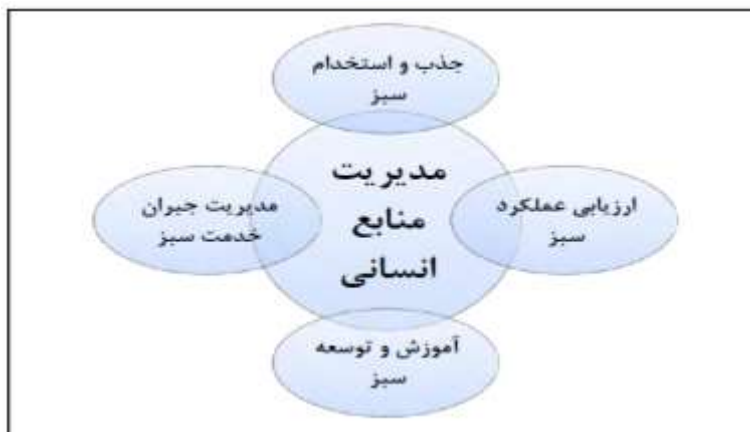 جذب و استخدام
سبز
مدیریت
منابع
انسانی
ارزیابی عملکرد
سبز
مدیریت جبران
خدمت سبز
آموزش و توسعه
سبز